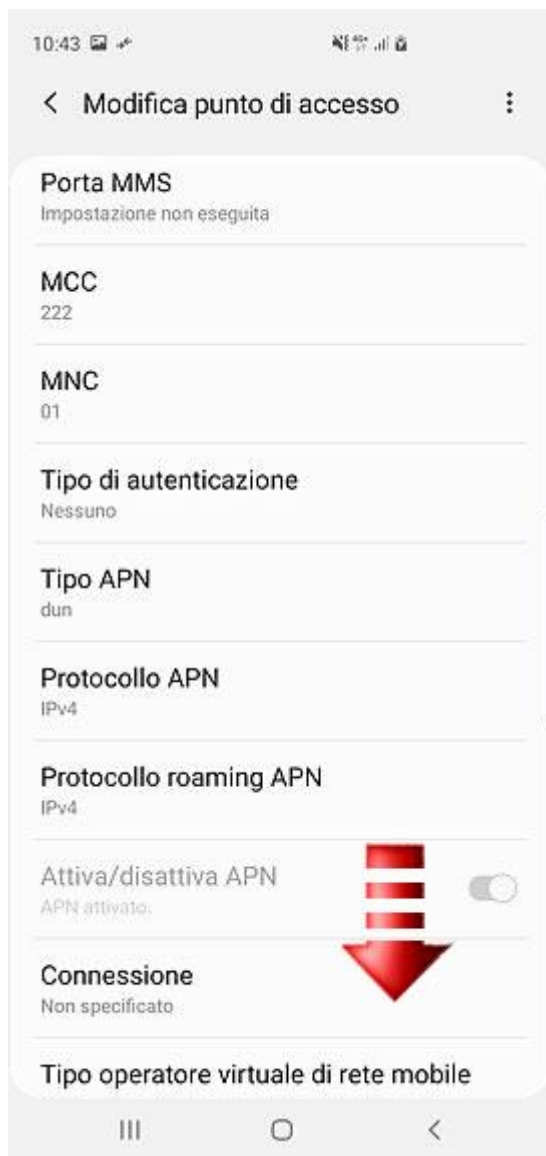 10:43
Modifica punto di accesso
Porta MMS
Impostazione non eseguita
MCC
222
MNC
01
Tipo di autenticazione
Nessuno
Tipo APN
dun
Protocollo APN
IPv4
Protocollo roaming APN
IPv4
Attiva/disattiva APN
APN attivato.
Connessione
Non specificato
Tipo operatore virtuale di rete mobile